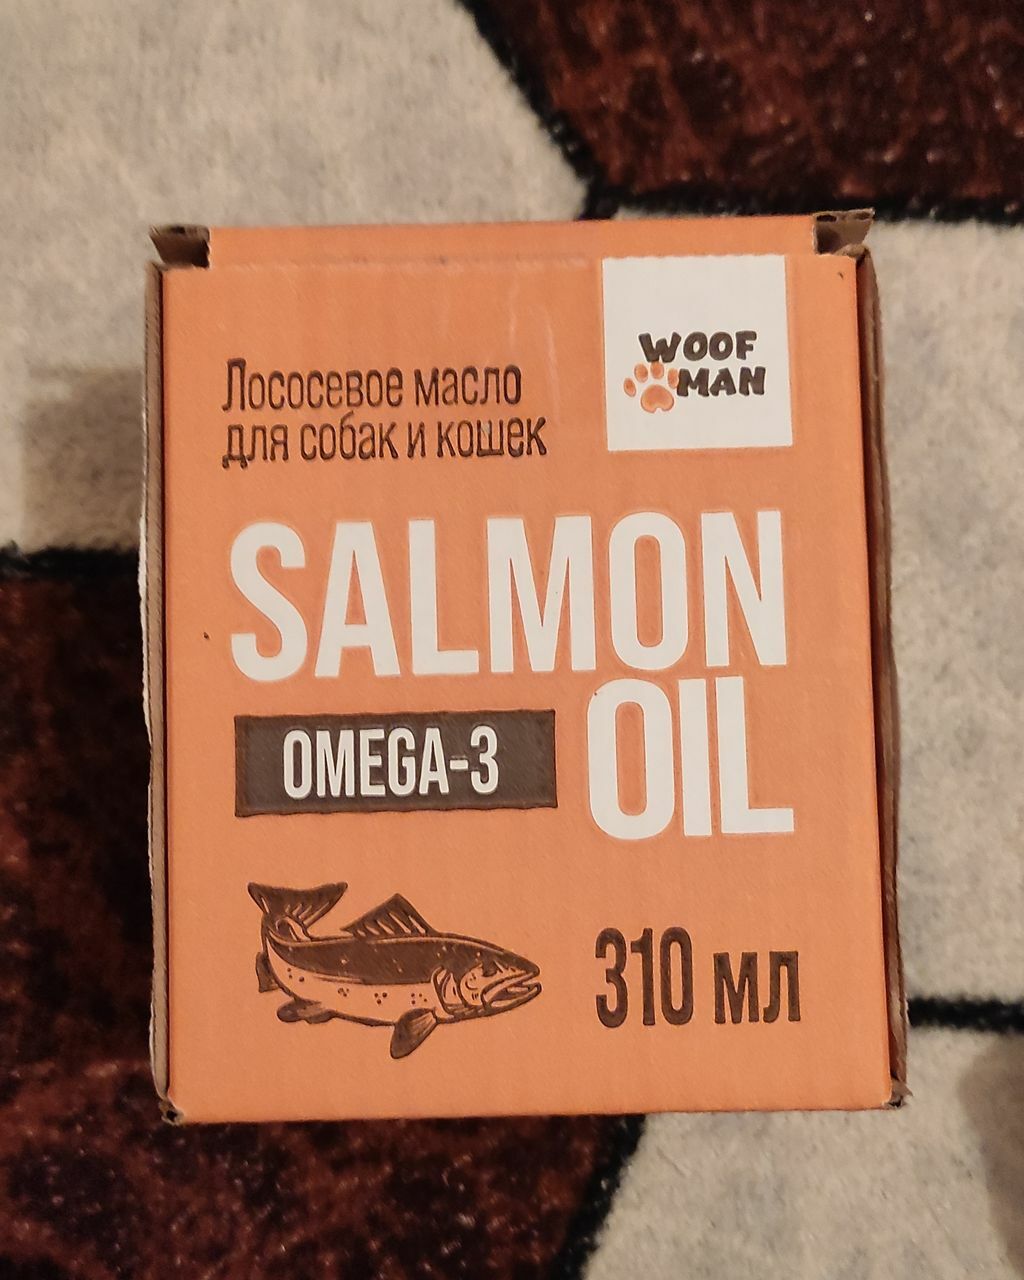 WOOF
MAN
Лососевое масло
для собак и кошек
SALMON
OIL
OMEGA-3
310 мл